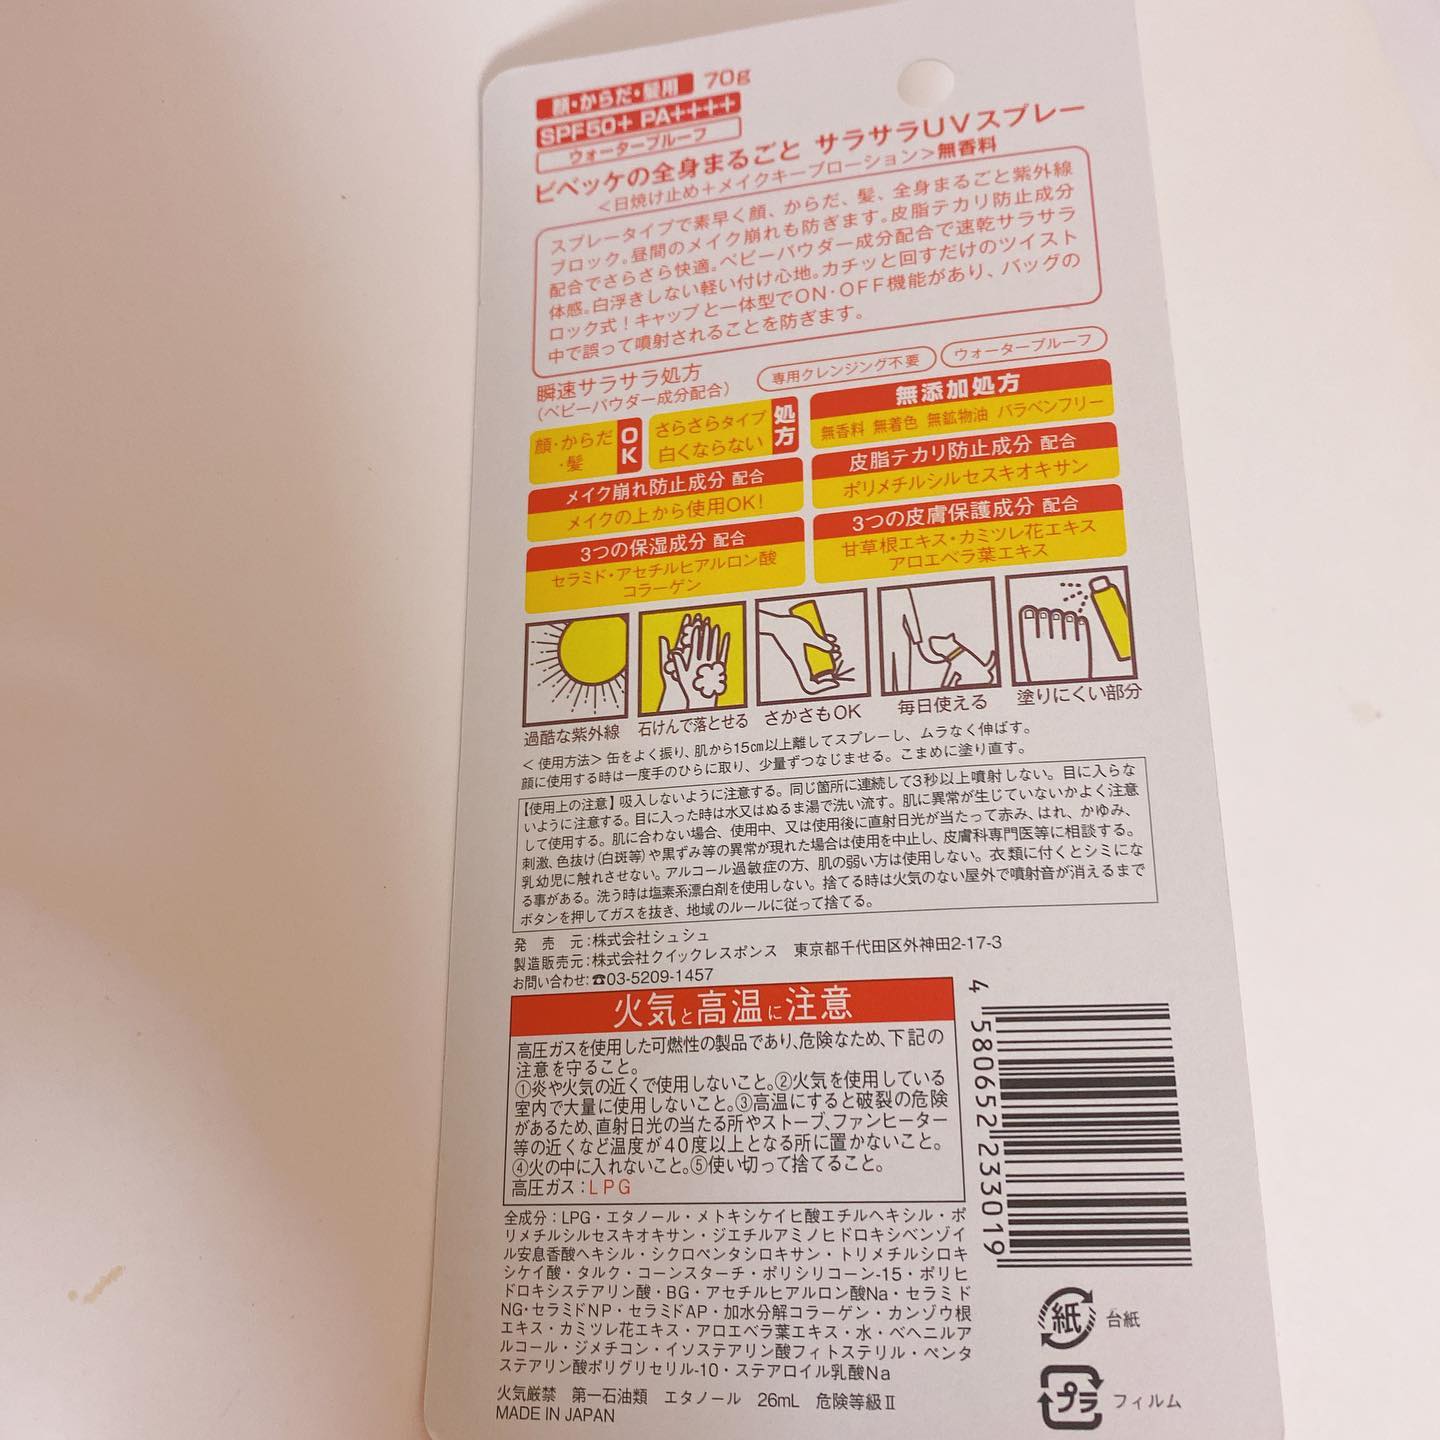 顔・からだ・髪用 70g
SPF50+ PA++++
ウォータープルーフ
ビベッケの全身まるごと サラサラUVスプレー
<日焼け止め+メイクキープローション>無香料
スプレータイプで素早く顔、からだ、髪、全身まるごと紫外線
ブロック。昼間のメイク崩れも防ぎます。皮脂テカリ防止成分
配合でさらさら快適。ベビーパウダー成分配合で速乾サラサラ
体感。白浮きしない軽い付け心地。カチッと回すだけのツイスト
ロック式!キャップと一体型でON・OFF機能があり、バッグの
中で誤って噴射されることを防ぎます。
瞬速サラサラ処方
(ベビーパウダー成分配合)
専用クレンジング不要
ウォータープルーフ
顔・からだ
・髪
OK
さらさらタイプ
白くならない
処方
無添加処方
無香料 無着色 無鉱物油 パラベンフリー
メイク崩れ防止成分 配合
メイクの上から使用OK!
皮脂テカリ防止成分 配合
ポリメチルシルセスキオキサン
3つの保湿成分 配合
セラミド・アセチルヒアルロン酸
コラーゲン
3つの皮膚保護成分 配合
甘草根エキス・カミツレ花エキス
アロエベラ葉エキス
過酷な紫外線
石けんで落とせる
さかさもOK
毎日使える
塗りにくい部分
<使用方法>缶をよく振り、肌から15cm以上離してスプレーし、ムラなく伸ばす。
顔に使用する時は一度手のひらに取り、少量ずつなじませる。こまめに塗り直す。
【使用上の注意】吸入しないように注意する。同じ箇所に連続して3秒以上噴射しない。目に入らな
いように注意する。目に入った時は水又はぬるま湯で洗い流す。肌に異常が生じていないかよく注意
して使用する。肌に合わない場合、使用中、又は使用後に直射日光が当たって赤み、はれ、かゆみ、
刺激、色抜け(白斑等)や黒ずみ等の異常が現れた場合は使用を中止し、皮膚科専門医等に相談する。
乳幼児に触れさせない。アルコール過敏症の方、肌の弱い方は使用しない。衣類に付くとシミにな
る事がある。洗う時は塩素系漂白剤を使用しない。捨てる時は火気のない屋外で噴射音が消えるまで
ボタンを押してガスを抜き、地域のルールに従って捨てる。
発 売 元:株式会社シュシュ
製造販売元:株式会社クイックレスポンス 東京都千代田区外神田2-17-3
お問い合わせ:☎03-5209-1457
火気と高温に注意
高圧ガスを使用した可燃性の製品であり、危険なため、下記の
注意を守ること。
①炎や火気の近くで使用しないこと。②火気を使用している
室内で大量に使用しないこと。③高温にすると破裂の危険
があるため、直射日光の当たる所やストーブ、ファンヒーター
等の近くなど温度が40度以上となる所に置かないこと。
④火の中に入れないこと。⑤使い切って捨てること。
高圧ガス:LPG
4 580652 233019
全成分:LPG・エタノール・メトキシケイヒ酸エチルヘキシル・ポ
リメチルシルセスキオキサン・ジエチルアミノヒドロキシベンゾイ
ル安息香酸ヘキシル・シクロペンタシロキサン・トリメチルシロキ
シケイ酸・タルク・コーンスターチ・ポリシリコーン-15・ポリヒ
ドロキシステアリン酸・BG・アセチルヒアルロン酸Na・セラミド
NG・セラミドNP・セラミドAP・加水分解コラーゲン・カンゾウ根
エキス・カミツレ花エキス・アロエベラ葉エキス・水・ベヘニルア
ルコール・ジメチコン・イソステアリン酸フィトステリル・ペンタ
ステアリン酸ポリグリセリル-10・ステアロイル乳酸Na
火気厳禁 第一石油類 エタノール 26mL 危険等級Ⅱ
MADE IN JAPAN
紙 台紙
プラ フィルム